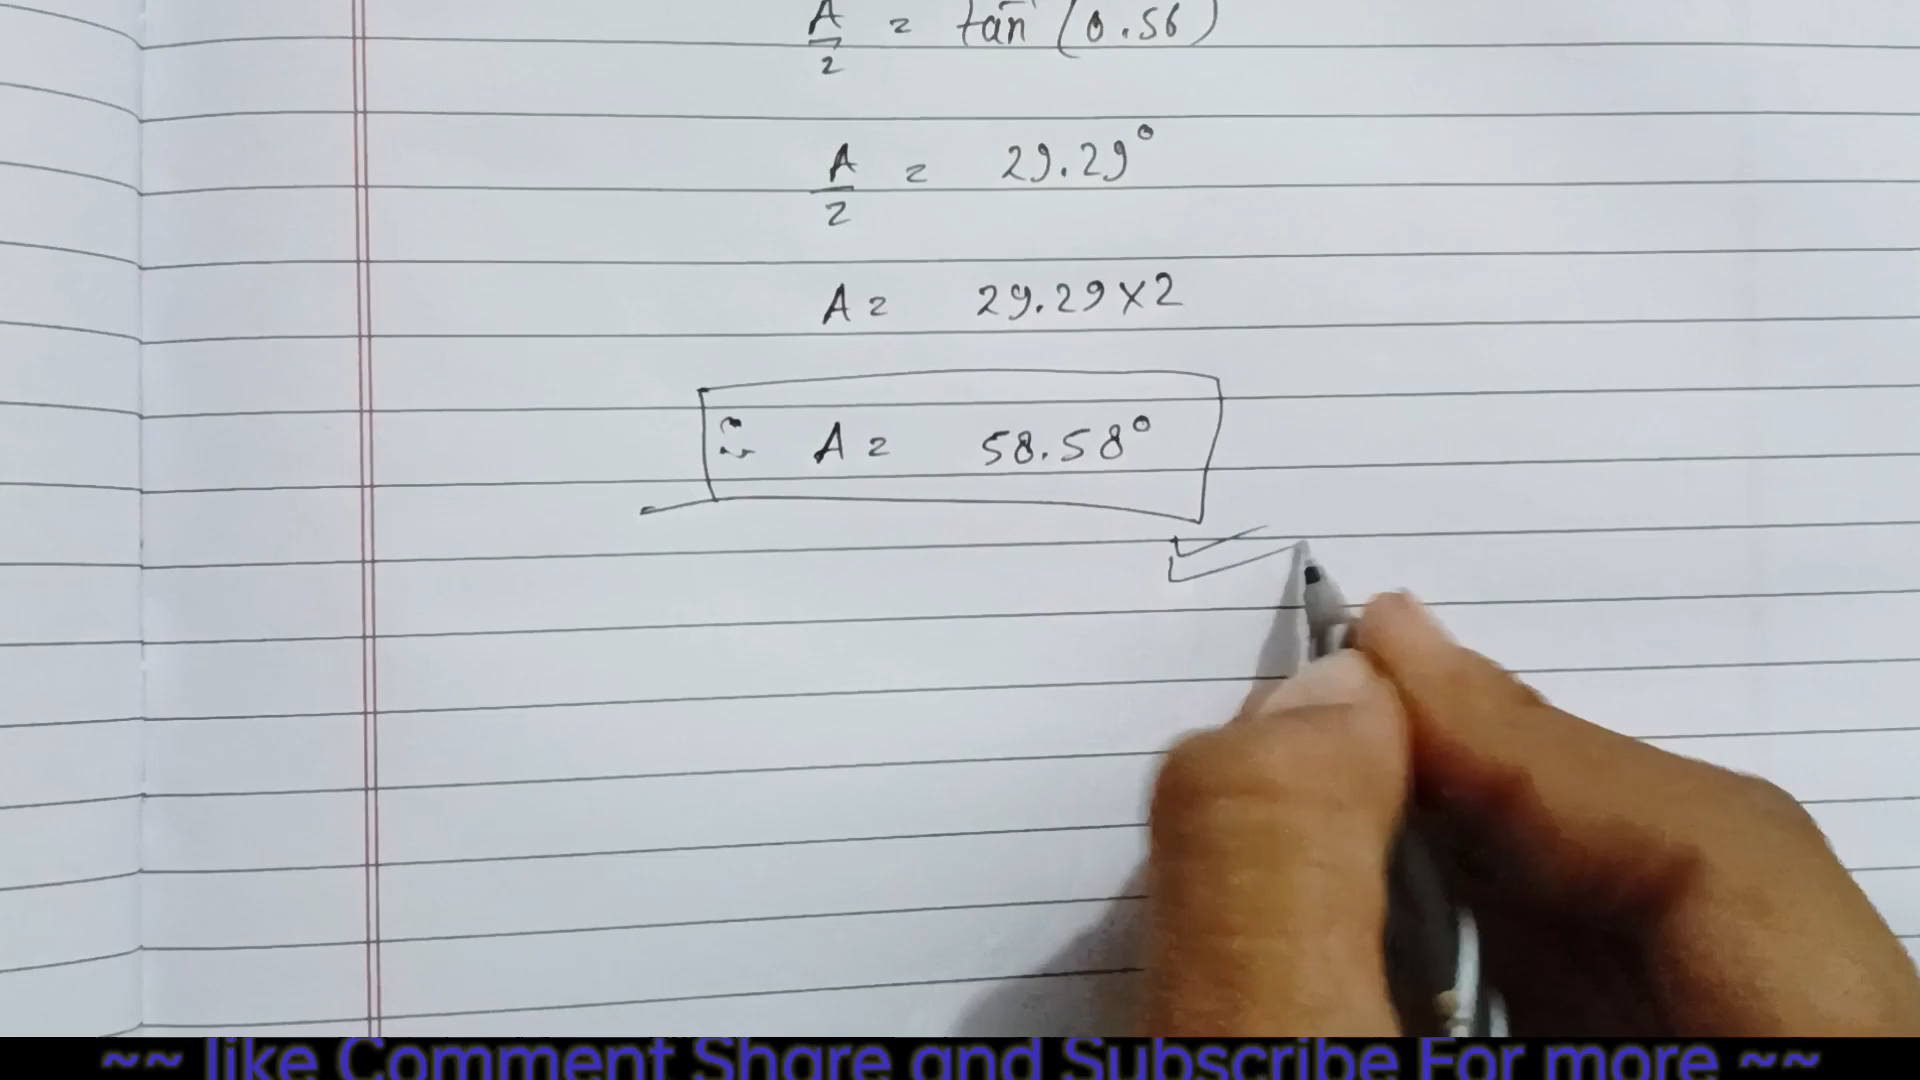 A/2 = tan⁻ (0.56)
A/2 = 29.29°
A = 29.29×2
∴ A = 58.58°
~~ like Comment Share and Subscribe For more ~~